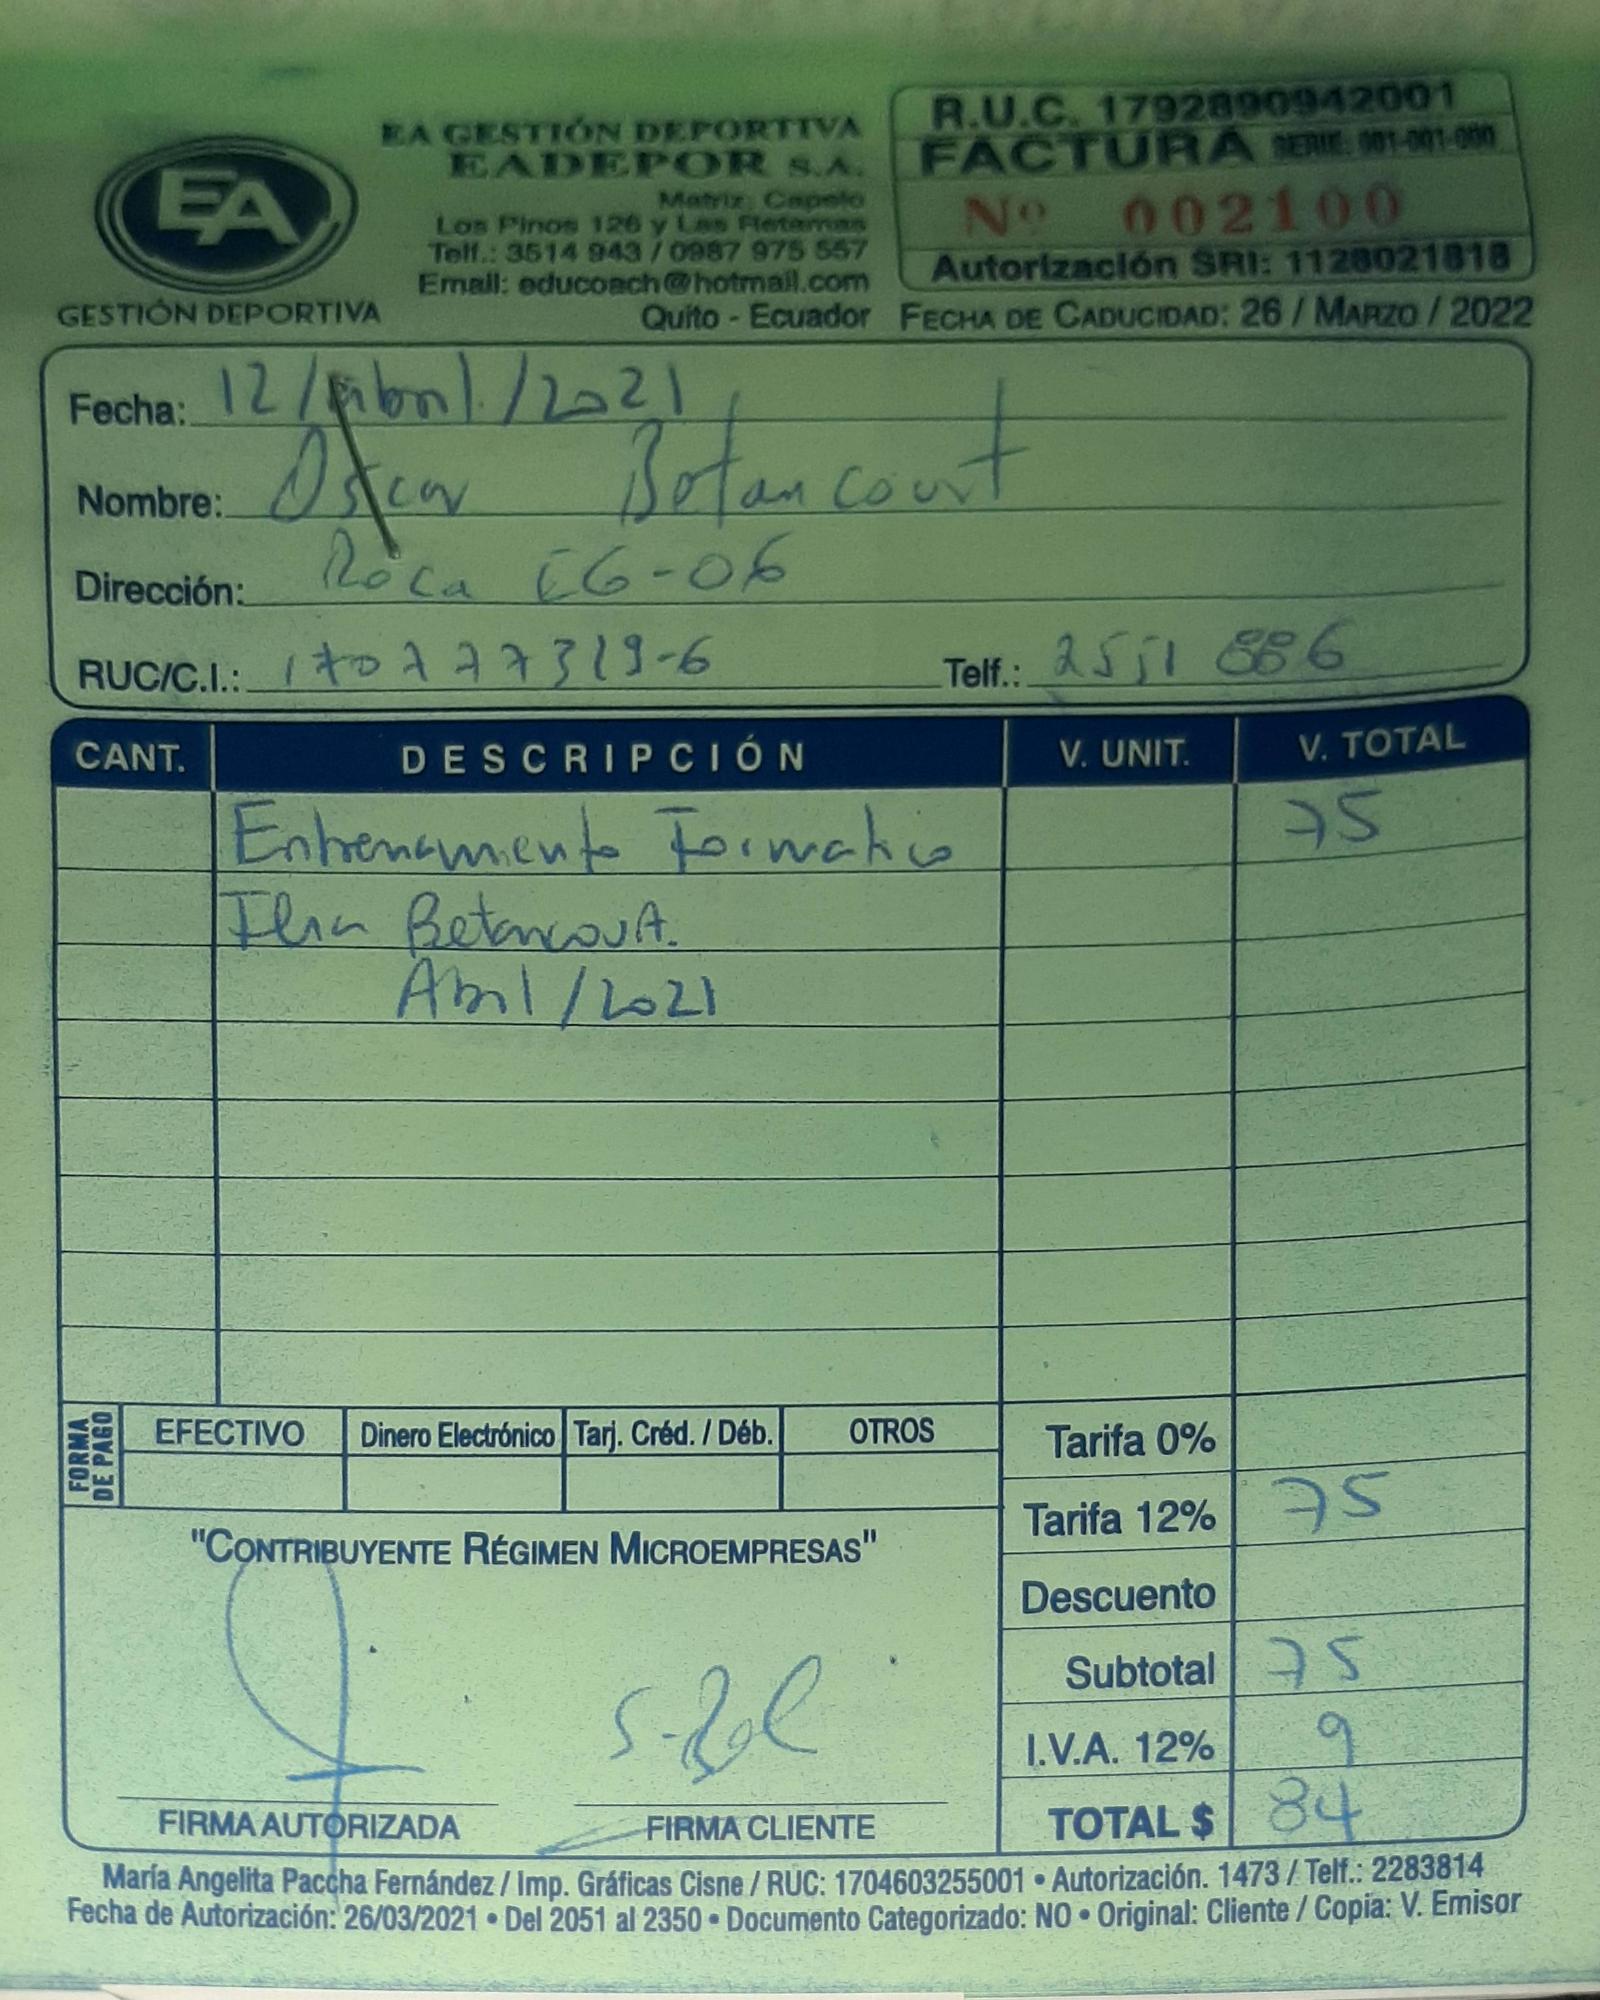 EA
GESTIÓN DEPORTIVA
EA GESTIÓN DEPORTIVA
EADEPOR S.A.
Matriz: Capelo
Los Pinos 126 y Las Retamas
Telf.: 3514 943 / 0987 975 557
Email: educoach@hotmail.com
Quito - Ecuador
R.U.C. 1792890942001
FACTURA SERIE: 001-001-000
Nº 002100
Autorización SRI: 1128021818
FECHA DE CADUCIDAD: 26 / MARZO / 2022
Fecha: 12/Abril./2021
Nombre: Oscar Betancourt
Dirección: Roca E6-06
RUC/C.I.: 170777319-6 Telf.: 2551 886
CANT. DESCRIPCIÓN V. UNIT. V. TOTAL
Entrenamiento Formativo 75
Betancourt.
Abril/2021
FORMA DE PAGO
EFECTIVO Dinero Electrónico Tarj. Créd. / Déb. OTROS
Tarifa 0%
Tarifa 12% 75
Descuento
Subtotal 75
I.V.A. 12% 9
TOTAL $ 84
"CONTRIBUYENTE RÉGIMEN MICROEMPRESAS"
FIRMA AUTORIZADA FIRMA CLIENTE
María Angelita Paccha Fernández / Imp. Gráficas Cisne / RUC: 1704603255001 • Autorización. 1473 / Telf.: 2283814
Fecha de Autorización: 26/03/2021 • Del 2051 al 2350 • Documento Categorizado: NO • Original: Cliente / Copia: V. Emisor